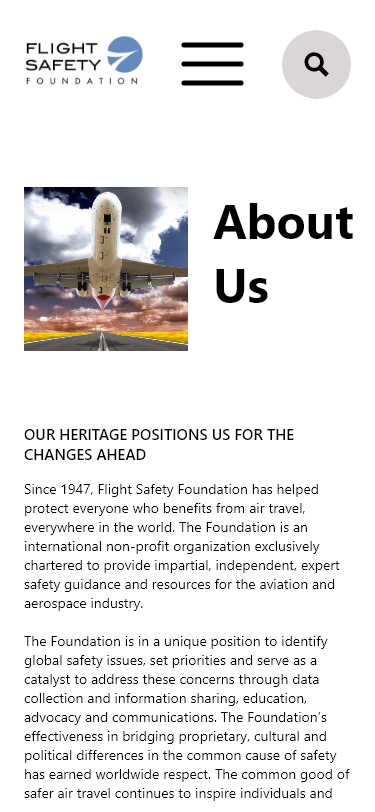 FLIGHT
SAFETY
FOUNDATION
About
Us
OUR HERITAGE POSITIONS US FOR THE
CHANGES AHEAD
Since 1947, Flight Safety Foundation has helped
protect everyone who benefits from air travel,
everywhere in the world. The Foundation is an
international non-profit organization exclusively
chartered to provide impartial, independent, expert
safety guidance and resources for the aviation and
aerospace industry.
The Foundation is in a unique position to identify
global safety issues, set priorities and serve as a
catalyst to address these concerns through data
collection and information sharing, education,
advocacy and communications. The Foundation’s
effectiveness in bridging proprietary, cultural and
political differences in the common cause of safety
has earned worldwide respect. The common good of
safer air travel continues to inspire individuals and